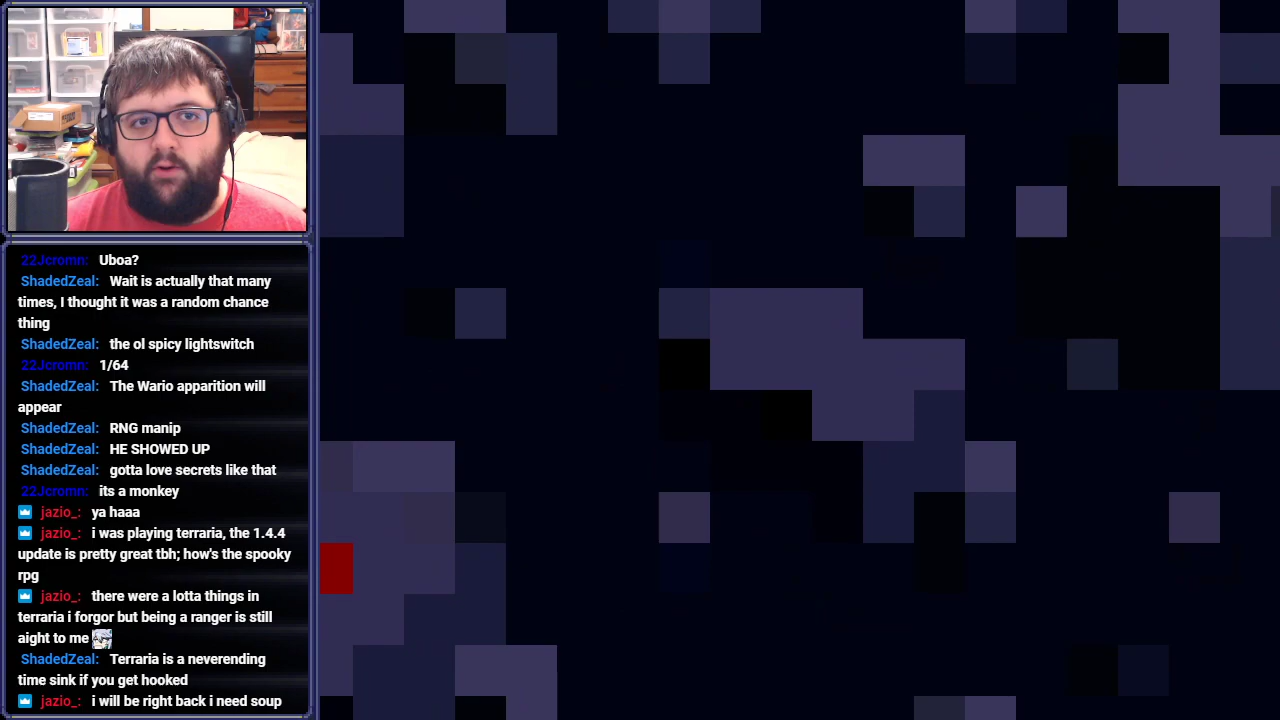 22Jcromn: Uboa?
ShadedZeal: Wait is actually that many
times, I thought it was a random chance
thing
ShadedZeal: the ol spicy lightswitch
22Jcromn: 1/64
ShadedZeal: The Wario apparition will
appear
ShadedZeal: RNG manip
ShadedZeal: HE SHOWED UP
ShadedZeal: gotta love secrets like that
22Jcromn: its a monkey
jazio_: ya haaa
jazio_: i was playing terraria, the 1.4.4
update is pretty great tbh; how's the spooky
rpg
jazio_: there were a lotta things in
terraria i forgor but being a ranger is still
aight to me
ShadedZeal: Terraria is a neverending
time sink if you get hooked
jazio_: i will be right back i need soup